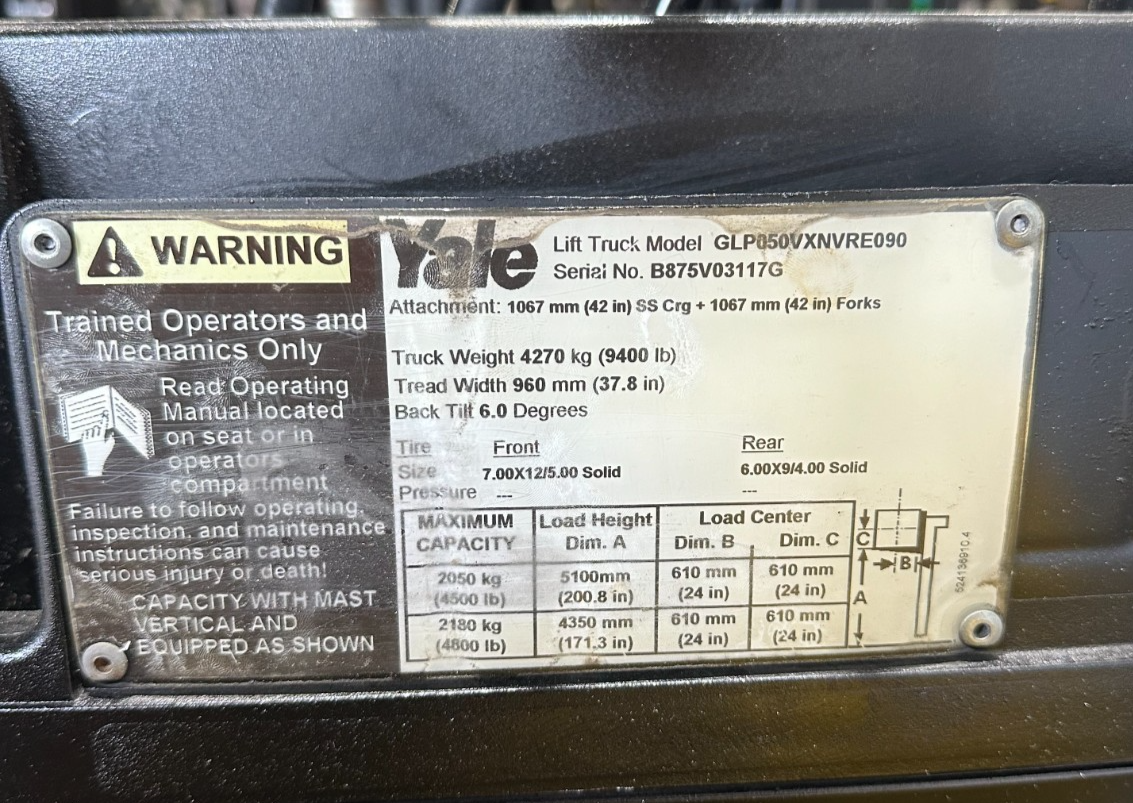 WARNING
Trained Operators and
Mechanics Only
Read Operating
Manual located
on seat or in
operators
compartment
Failure to follow operating,
inspection, and maintenance
instructions can cause
serious injury or death!
CAPACITY WITH MAST
VERTICAL AND
EQUIPPED AS SHOWN
Yale
Lift Truck Model GLP050VXNVRE090
Serial No. B875V03117G
Attachment: 1067 mm (42 in) SS Crg + 1067 mm (42 in) Forks
Truck Weight 4270 kg (9400 lb)
Tread Width 960 mm (37.8 in)
Back Tilt 6.0 Degrees
Tire Front Rear
Size 7.00X12/5.00 Solid 6.00X9/4.00 Solid
Pressure --- ---
MAXIMUM Load Height Load Center
CAPACITY Dim. A Dim. B Dim. C
2050 kg 5100mm 610 mm 610 mm
(4500 lb) (200.8 in) (24 in) (24 in)
2180 kg 4350 mm 610 mm 610 mm
(4800 lb) (171.3 in) (24 in) (24 in)
C
B
A
524136910.4